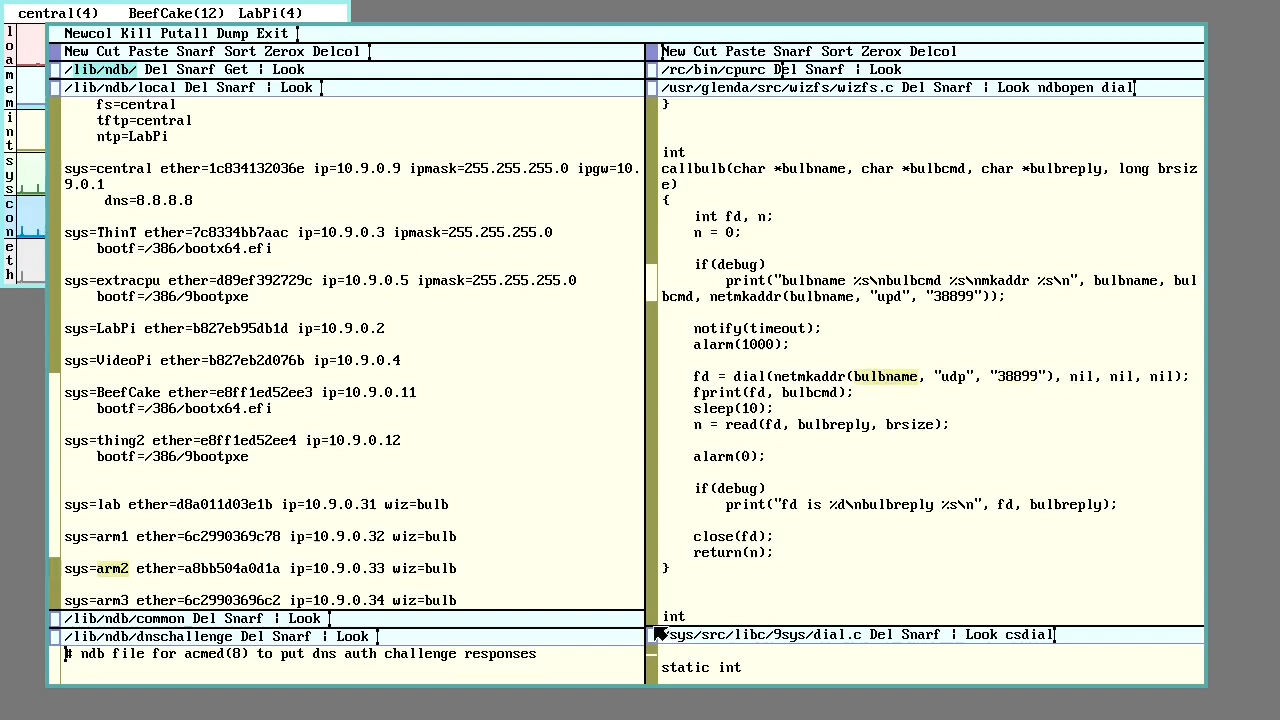 central(4) BeefCake(12) LabPi(4)
loa
mem
int
sys
con
eth
Newcol Kill Putall Dump Exit
New Cut Paste Snarf Sort Zerox Delcol
/lib/ndb/ Del Snarf Get | Look
/lib/ndb/local Del Snarf | Look
fs=central
tftp=central
ntp=LabPi
sys=central ether=1c834132036e ip=10.9.0.9 ipmask=255.255.255.0 ipgw=10.
9.0.1
dns=8.8.8.8
sys=ThinT ether=7c8334bb7aac ip=10.9.0.3 ipmask=255.255.255.0
bootf=/386/bootx64.efi
sys=extracpu ether=d89ef392729c ip=10.9.0.5 ipmask=255.255.255.0
bootf=/386/9bootpxe
sys=LabPi ether=b827eb95db1d ip=10.9.0.2
sys=VideoPi ether=b827eb2d076b ip=10.9.0.4
sys=BeefCake ether=e8ff1ed52ee3 ip=10.9.0.11
bootf=/386/bootx64.efi
sys=thing2 ether=e8ff1ed52ee4 ip=10.9.0.12
bootf=/386/9bootpxe
sys=lab ether=d8a011d03e1b ip=10.9.0.31 wiz=bulb
sys=arm1 ether=6c2990369c78 ip=10.9.0.32 wiz=bulb
sys=arm2 ether=a8bb504a0d1a ip=10.9.0.33 wiz=bulb
sys=arm3 ether=6c29903696c2 ip=10.9.0.34 wiz=bulb
/lib/ndb/common Del Snarf | Look
/lib/ndb/dnschallenge Del Snarf | Look
# ndb file for acmed(8) to put dns auth challenge responses
New Cut Paste Snarf Sort Zerox Delcol
/rc/bin/cpurc Del Snarf | Look
/usr/glenda/src/wizfs/wizfs.c Del Snarf | Look ndbopen dial
}
int
callbulb(char *bulbname, char *bulbcmd, char *bulbreply, long brsiz
e)
{
int fd, n;
n = 0;
if(debug)
print("bulbname %s\nbulbcmd %s\nmkaddr %s\n", bulbname, bul
bcmd, netmkaddr(bulbname, "upd", "38899"));
notify(timeout);
alarm(1000);
fd = dial(netmkaddr(bulbname, "udp", "38899"), nil, nil, nil);
fprint(fd, bulbcmd);
sleep(10);
n = read(fd, bulbreply, brsize);
alarm(0);
if(debug)
print("fd is %d\nbulbreply %s\n", fd, bulbreply);
close(fd);
return(n);
}
int
/sys/src/libc/9sys/dial.c Del Snarf | Look csdial
static int